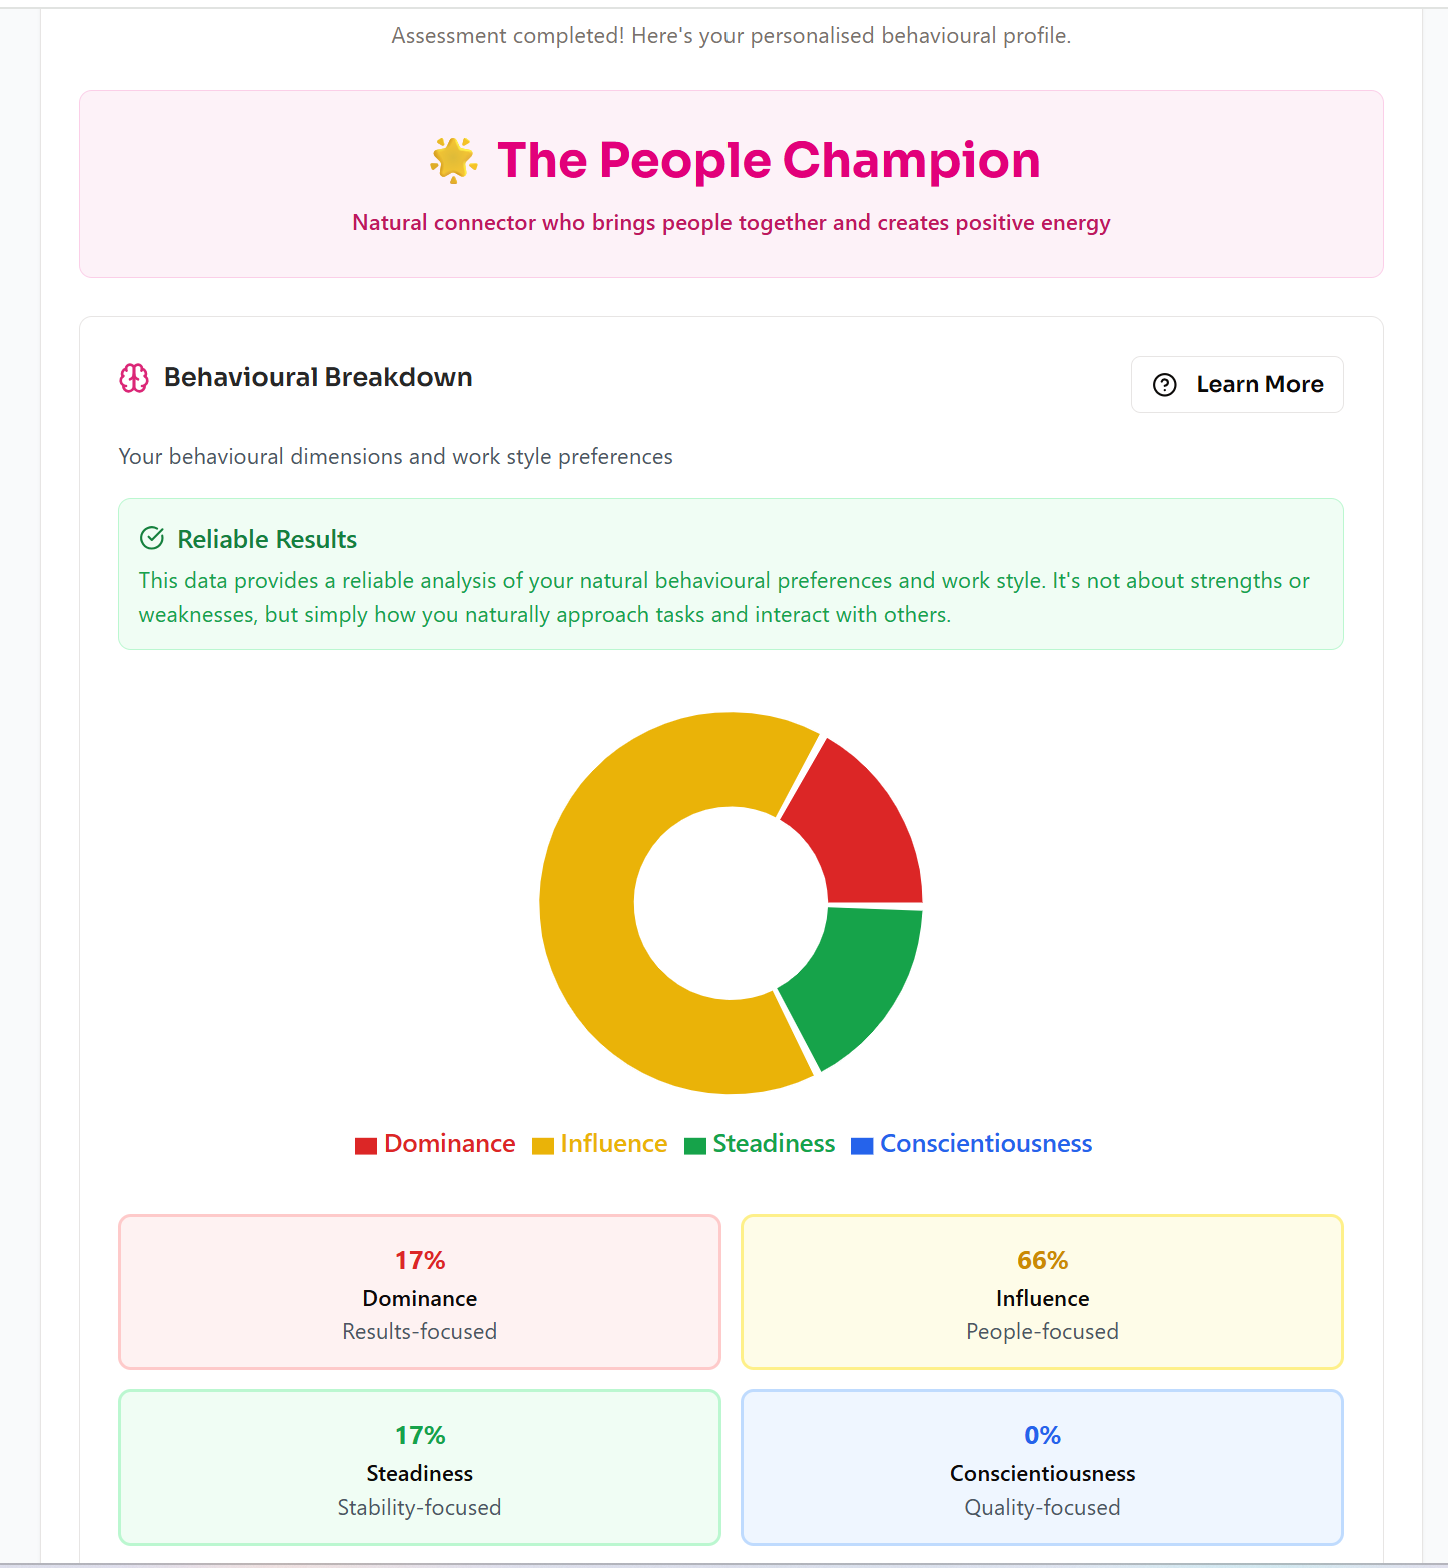 Assessment completed! Here's your personalised behavioural profile.
The People Champion
Natural connector who brings people together and creates positive energy
Behavioural Breakdown
Learn More
Your behavioural dimensions and work style preferences
Reliable Results
This data provides a reliable analysis of your natural behavioural preferences and work style. It's not about strengths or
weaknesses, but simply how you naturally approach tasks and interact with others.
Dominance Influence Steadiness Conscientiousness
17%
Dominance
Results-focused
66%
Influence
People-focused
17%
Steadiness
Stability-focused
0%
Conscientiousness
Quality-focused